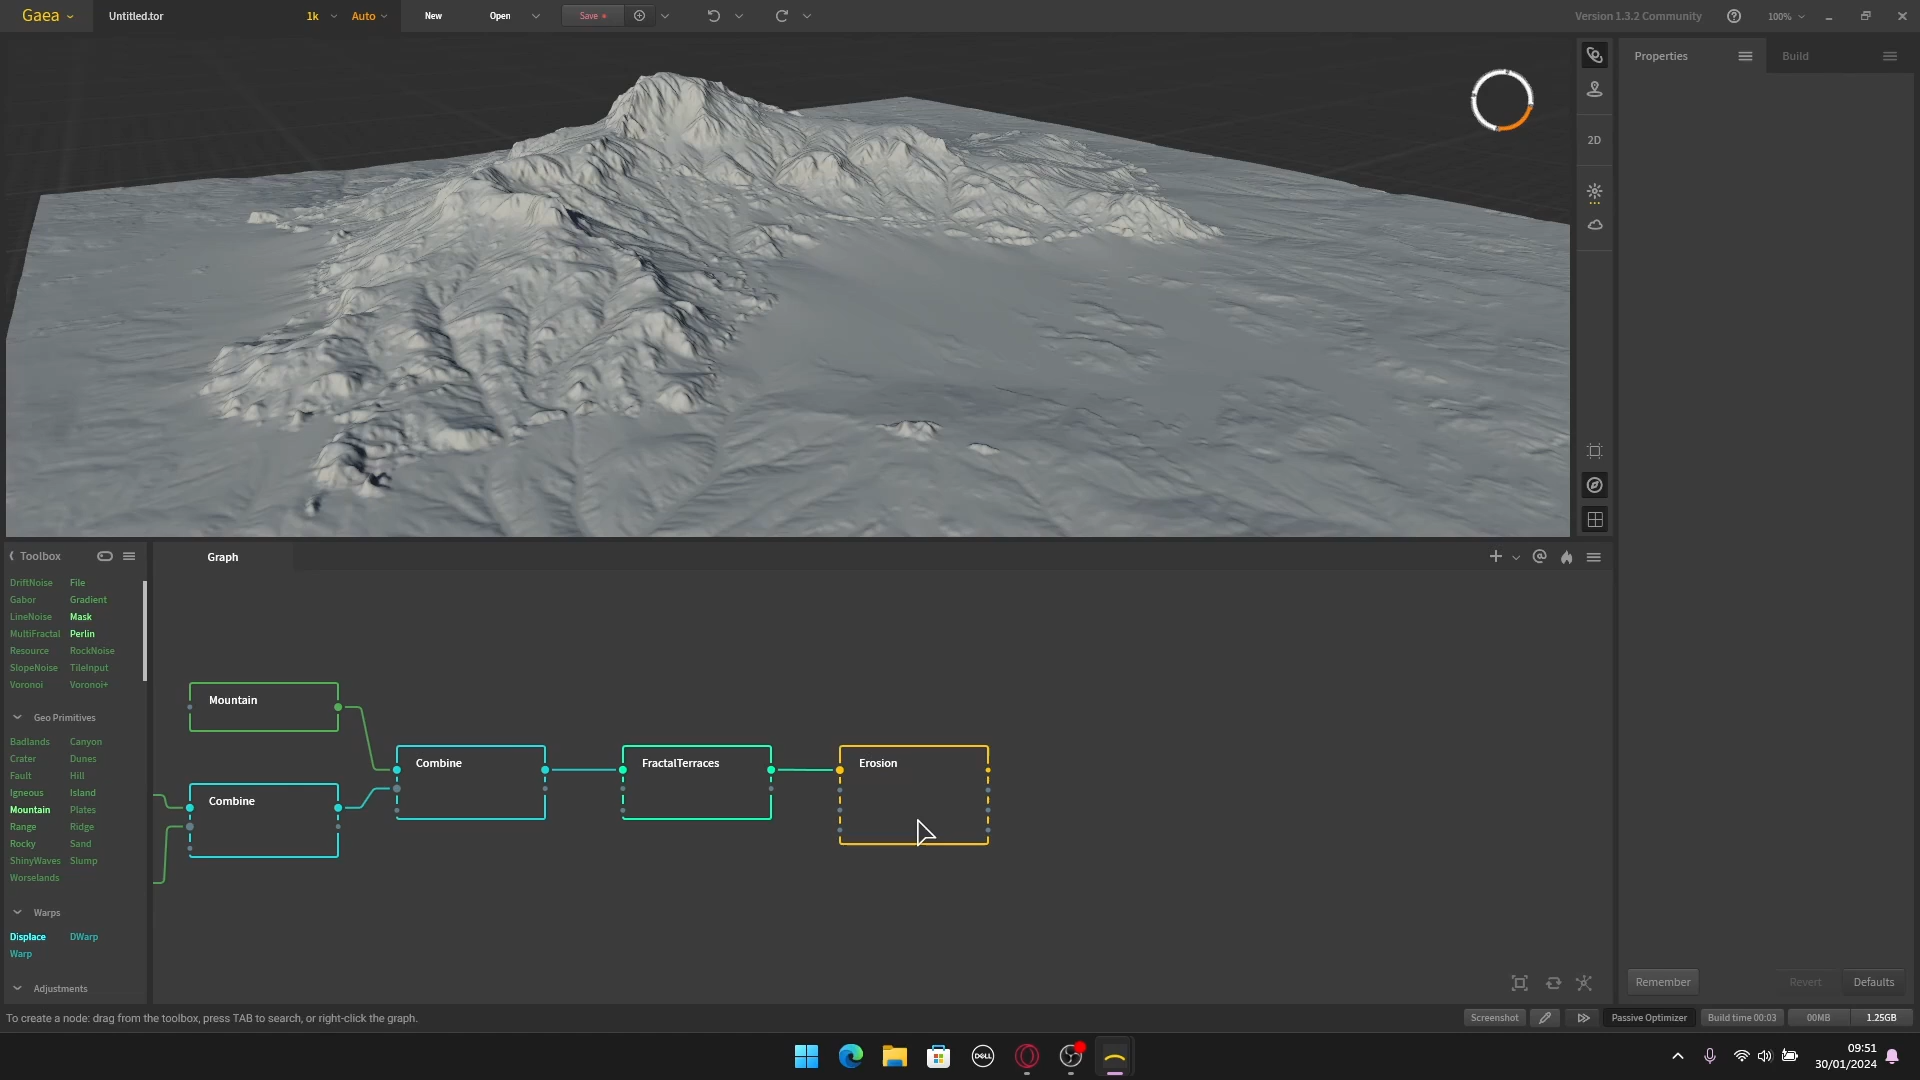 Gaea
Untitled.tor
1k
Auto
New
Open
Save
Version 1.3.2 Community
100%
Properties
Build
2D
Toolbox
Graph
DriftNoise File
Gabor Gradient
LineNoise Mask
MultiFractal Perlin
Resource RockNoise
SlopeNoise TileInput
Voronoi Voronoi+
Geo Primitives
Badlands Canyon
Crater Dunes
Fault Hill
Igneous Island
Mountain Plates
Range Ridge
Rocky Sand
ShinyWaves Slump
Worselands
Warps
Displace DWarp
Warp
Adjustments
Mountain
Combine
Combine
FractalTerraces
Erosion
Remember
Revert
Defaults
To create a node: drag from the toolbox, press TAB to search, or right-click the graph.
Screenshot
Passive Optimizer
Build time 00:03
00MB
1.25GB
DELL
09:51
30/01/2024